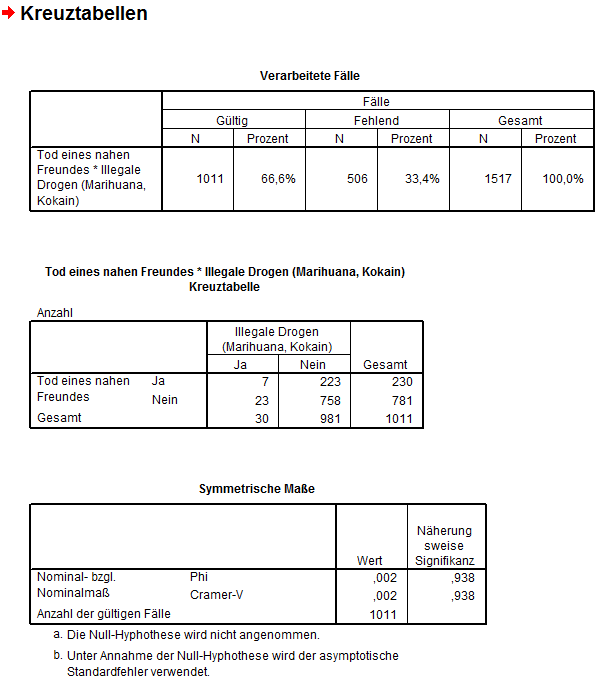 Kreuztabellen
Verarbeitete Fälle
Fälle
Gültig Fehlend Gesamt
N Prozent N Prozent N Prozent
Tod eines nahen
Freundes * Illegale
Drogen (Marihuana,
Kokain)
1011 66,6% 506 33,4% 1517 100,0%
Tod eines nahen Freundes * Illegale Drogen (Marihuana, Kokain)
Kreuztabelle
Anzahl
Illegale Drogen
(Marihuana, Kokain)
Ja Nein Gesamt
Tod eines nahen Ja 7 223 230
Freundes Nein 23 758 781
Gesamt 30 981 1011
Symmetrische Maße
Wert
Näherung
sweise
Signifikanz
Nominal- bzgl. Phi ,002 ,938
Nominalmaß Cramer-V ,002 ,938
Anzahl der gültigen Fälle 1011
a. Die Null-Hyphothese wird nicht angenommen.
b. Unter Annahme der Null-Hyphothese wird der asymptotische
Standardfehler verwendet.